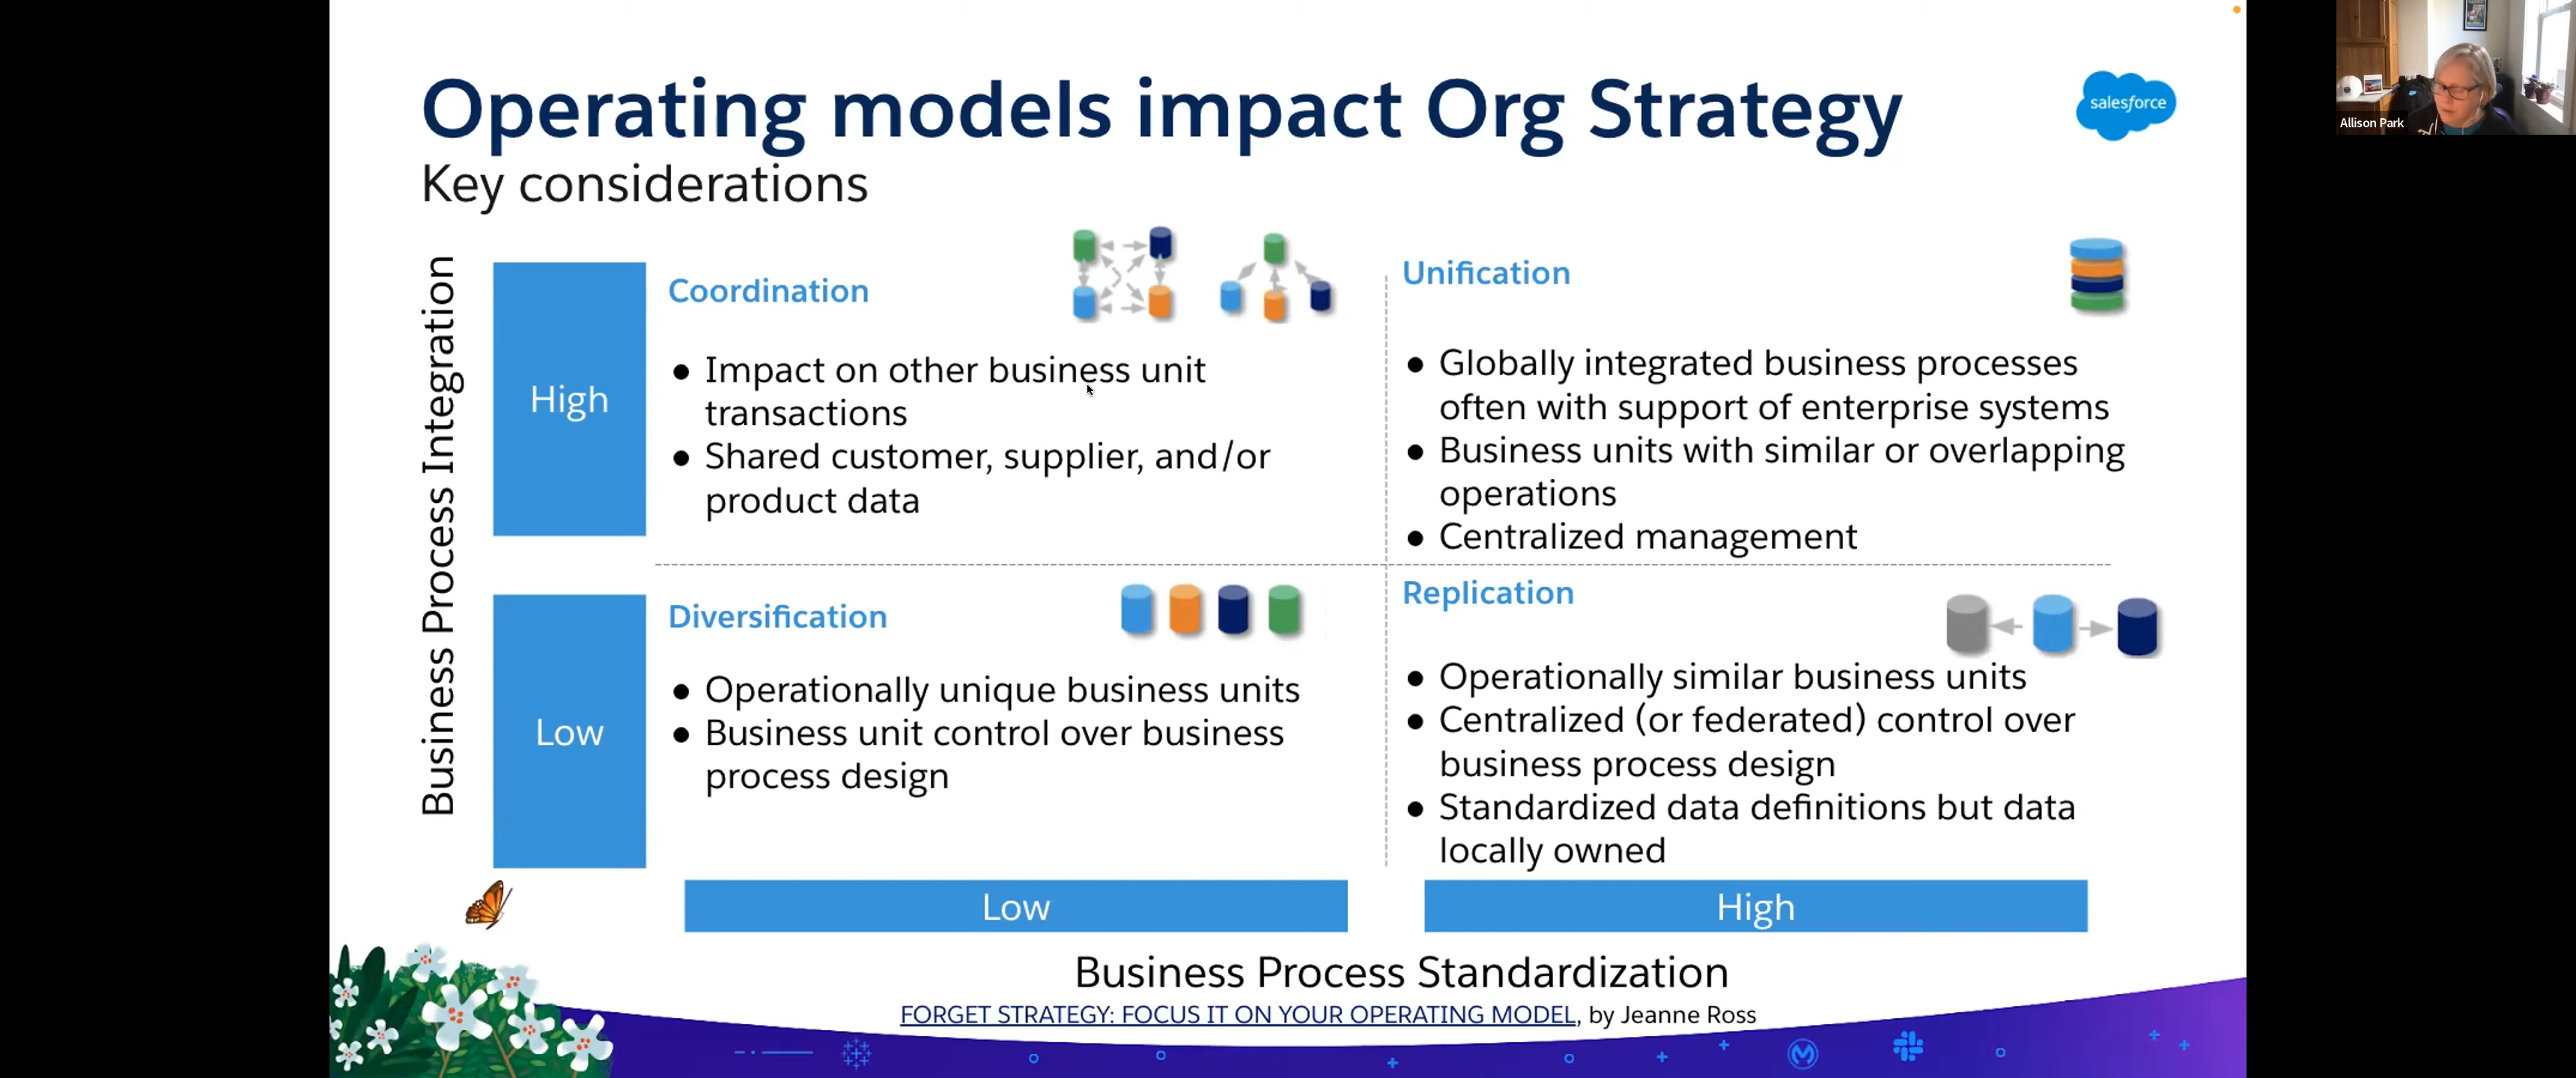 Operating models impact Org Strategy
Key considerations
salesforce
Allison Park
Business Process Integration
High
Coordination
● Impact on other business unit
transactions
● Shared customer, supplier, and/or
product data
Unification
● Globally integrated business processes
often with support of enterprise systems
● Business units with similar or overlapping
operations
● Centralized management
Low
Diversification
● Operationally unique business units
● Business unit control over business
process design
Replication
● Operationally similar business units
● Centralized (or federated) control over
business process design
● Standardized data definitions but data
locally owned
Low
High
Business Process Standardization
FORGET STRATEGY: FOCUS IT ON YOUR OPERATING MODEL, by Jeanne Ross